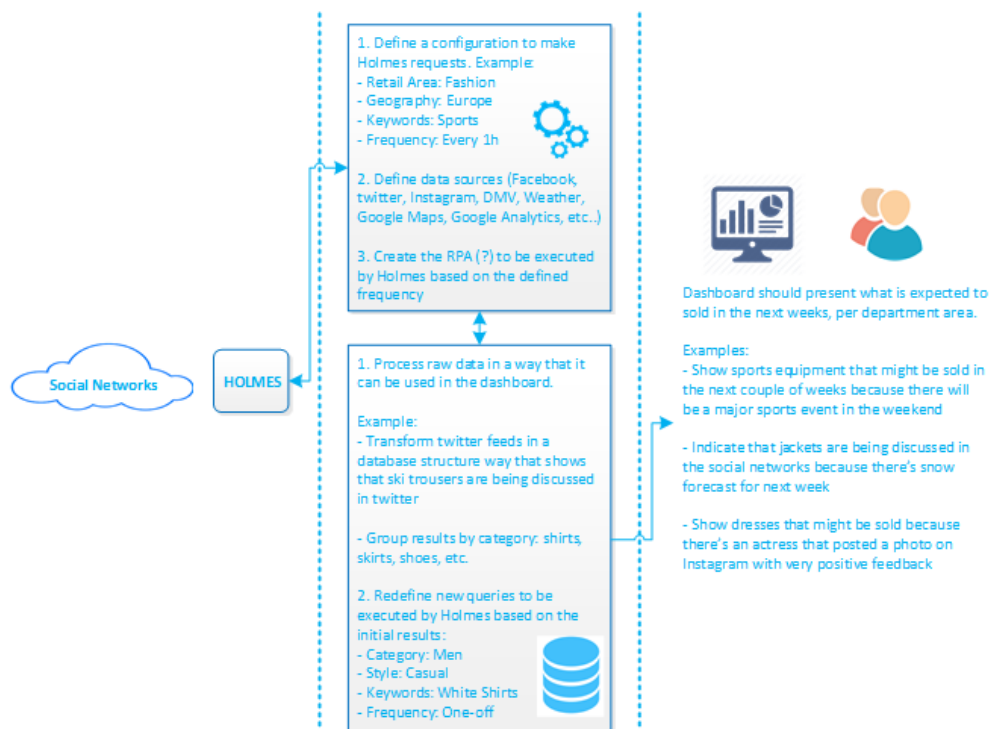 Social Networks
HOLMES
1. Define a configuration to make
Holmes requests. Example:
- Retail Area: Fashion
- Geography: Europe
- Keywords: Sports
- Frequency: Every 1h
2. Define data sources (Facebook,
twitter, Instagram, DMV, Weather,
Google Maps, Google Analytics, etc..)
3. Create the RPA (?) to be executed
by Holmes based on the defined
frequency
1. Process raw data in a way that it
can be used in the dashboard.
Example:
- Transform twitter feeds in a
database structure way that shows
that ski trousers are being discussed
in twitter
- Group results by category: shirts,
skirts, shoes, etc.
2. Redefine new queries to be
executed by Holmes based on the
initial results:
- Category: Men
- Style: Casual
- Keywords: White Shirts
- Frequency: One-off
Dashboard should present what is expected to
sold in the next weeks, per department area.
Examples:
- Show sports equipment that might be sold in
the next couple of weeks because there will
be a major sports event in the weekend
- Indicate that jackets are being discussed in
the social networks because there's snow
forecast for next week
- Show dresses that might be sold because
there's an actress that posted a photo on
Instagram with very positive feedback